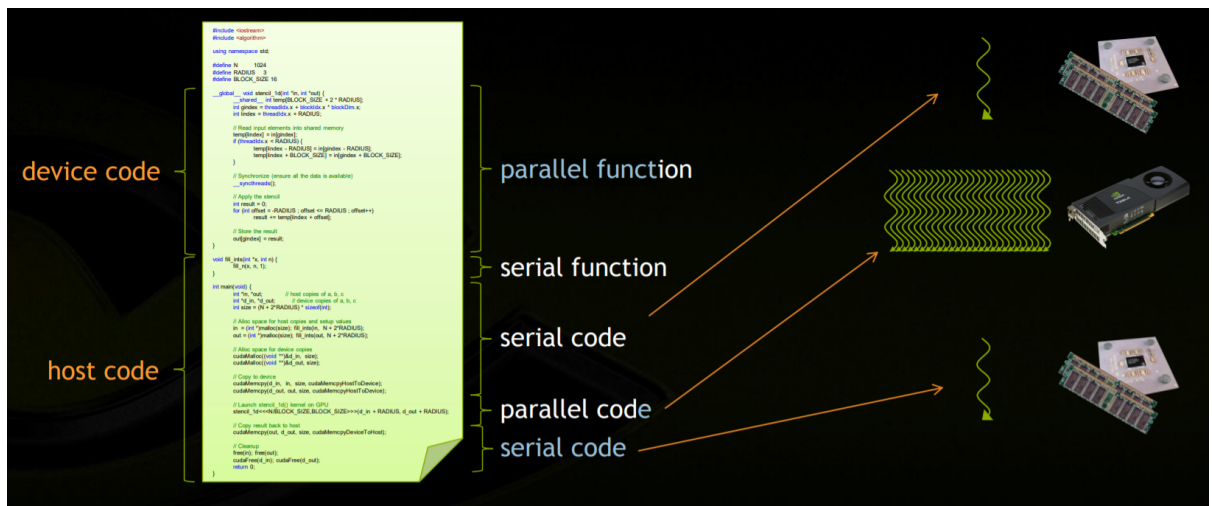 #include <iostream>
#include <algorithm>
using namespace std;
#define N 1024
#define RADIUS 3
#define BLOCK_SIZE 16
__global__ void stencil_1d(int *in, int *out) {
__shared__ int temp[BLOCK_SIZE + 2 * RADIUS];
int gindex = threadIdx.x + blockIdx.x * blockDim.x;
int lindex = threadIdx.x + RADIUS;
// Read input elements into shared memory
temp[lindex] = in[gindex];
if (threadIdx.x < RADIUS) {
temp[lindex - RADIUS] = in[gindex - RADIUS];
temp[lindex + BLOCK_SIZE] = in[gindex + BLOCK_SIZE];
}
// Synchronize (ensure all the data is available)
__syncthreads();
// Apply the stencil
int result = 0;
for (int offset = -RADIUS ; offset <= RADIUS ; offset++)
result += temp[lindex + offset];
// Store the result
out[gindex] = result;
}
void fill_ints(int *x, int n) {
fill_n(x, n, 1);
}
int main(void) {
int *in, *out; // host copies of a, b, c
int *d_in, *d_out; // device copies of a, b, c
int size = (N + 2*RADIUS) * sizeof(int);
// Alloc space for host copies and setup values
in = (int *)malloc(size); fill_ints(in, N + 2*RADIUS);
out = (int *)malloc(size); fill_ints(out, N + 2*RADIUS);
// Alloc space for device copies
cudaMalloc((void **)&d_in, size);
cudaMalloc((void **)&d_out, size);
// Copy to device
cudaMemcpy(d_in, in, size, cudaMemcpyHostToDevice);
cudaMemcpy(d_out, out, size, cudaMemcpyHostToDevice);
// Launch stencil_1d() kernel on GPU
stencil_1d<<<N/BLOCK_SIZE,BLOCK_SIZE>>>(d_in + RADIUS, d_out + RADIUS);
// Copy result back to host
cudaMemcpy(out, d_out, size, cudaMemcpyDeviceToHost);
// Cleanup
free(in); free(out);
cudaFree(d_in); cudaFree(d_out);
return 0;
}
device code
host code
parallel function
serial function
serial code
parallel code
serial code